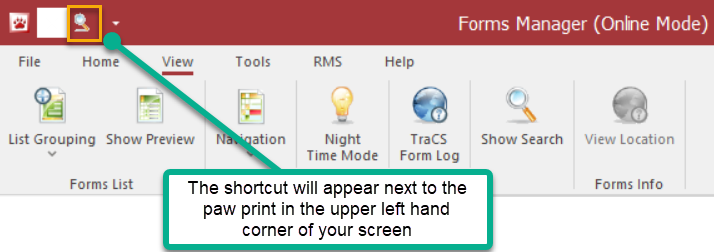 Forms Manager (Online Mode)
File Home View Tools RMS Help
List Grouping Show Preview Navigation Night Time Mode TraCS Form Log Show Search View Location
Forms List Forms Info
The shortcut will appear next to the
paw print in the upper left hand
corner of your screen